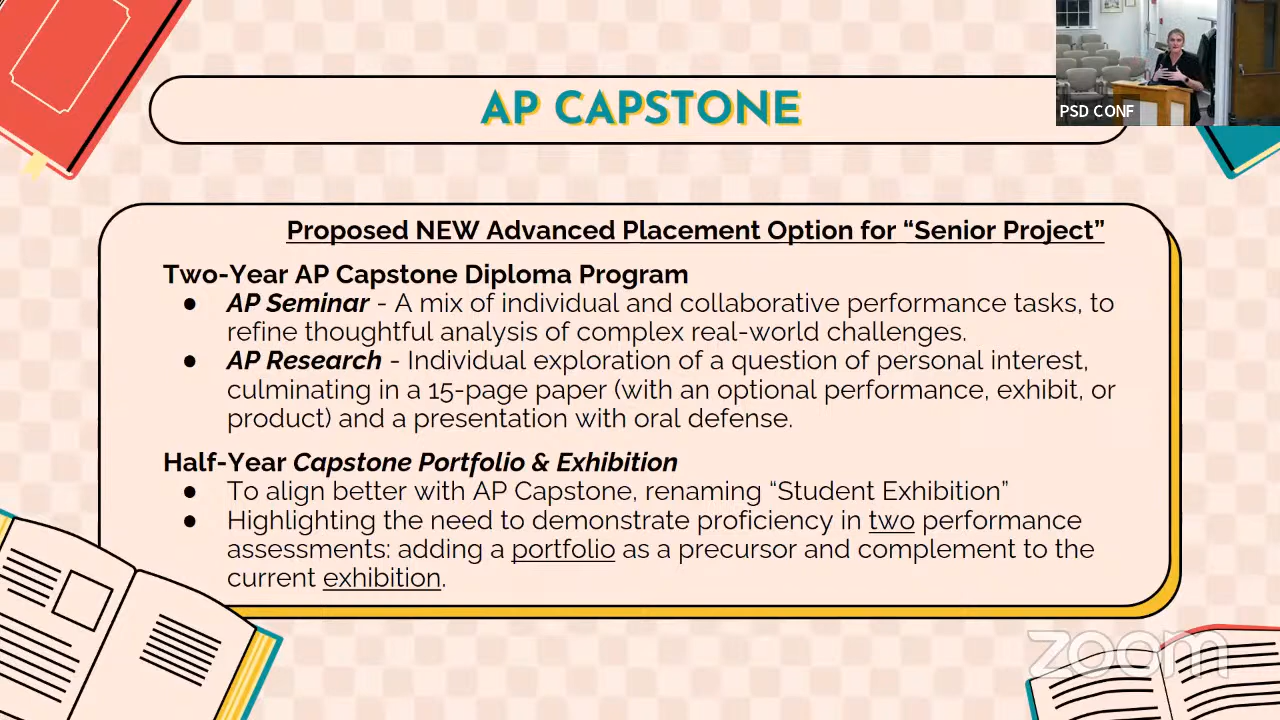 AP CAPSTONE
PSD CONF
Proposed NEW Advanced Placement Option for “Senior Project”
Two-Year AP Capstone Diploma Program
● AP Seminar - A mix of individual and collaborative performance tasks, to
refine thoughtful analysis of complex real-world challenges.
● AP Research - Individual exploration of a question of personal interest,
culminating in a 15-page paper (with an optional performance, exhibit, or
product) and a presentation with oral defense.
Half-Year Capstone Portfolio & Exhibition
● To align better with AP Capstone, renaming “Student Exhibition”
● Highlighting the need to demonstrate proficiency in two performance
assessments: adding a portfolio as a precursor and complement to the
current exhibition.
zoom